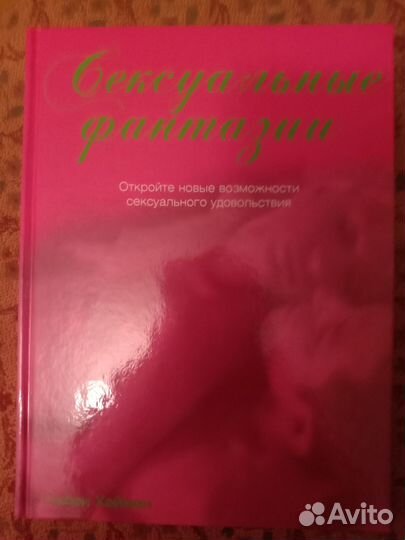 Сексуальные
фантазии
Откройте новые возможности
сексуального удовольствия
Avito